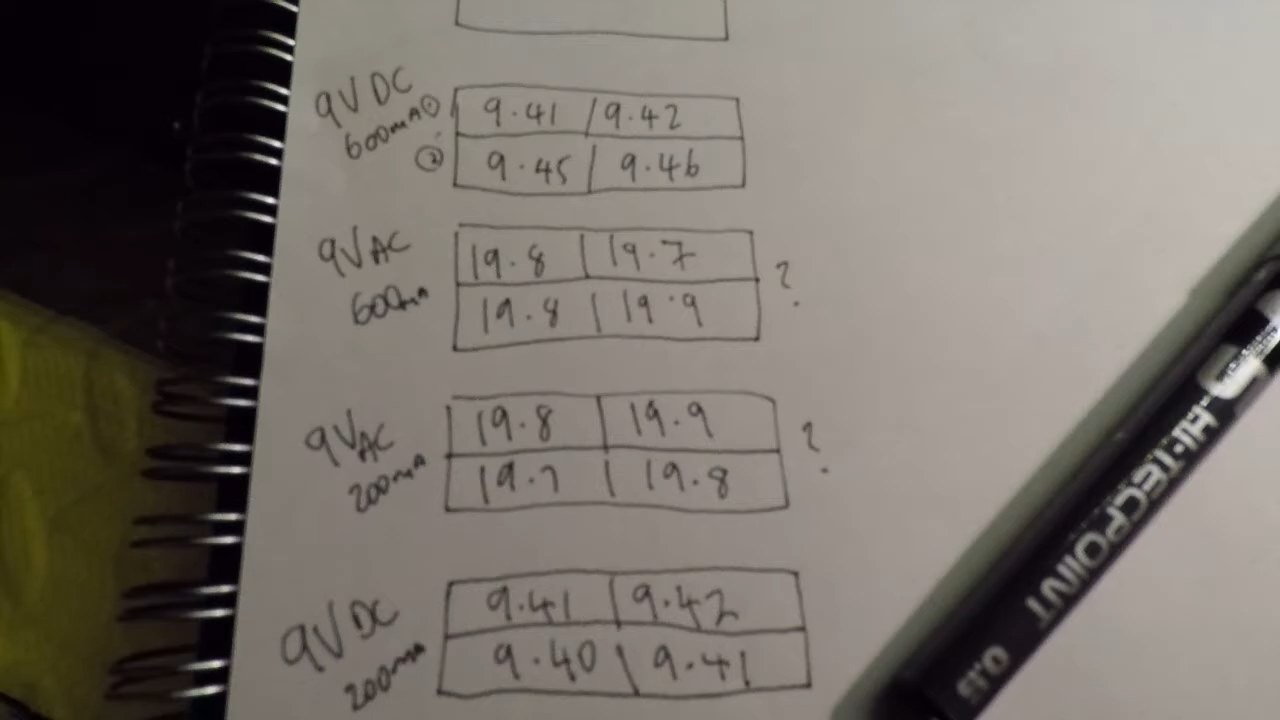 9V DC 600mA ① 9.41 / 9.42
② 9.45 | 9.46
9V AC 19.8 | 19.7 ?
600mA 19.8 | 19.9
9V AC 19.8 | 19.9 ?
200mA 19.7 | 19.8
9V DC 9.41 | 9.42
200mA 9.40 | 9.41
HI-TECPOINT 0.18